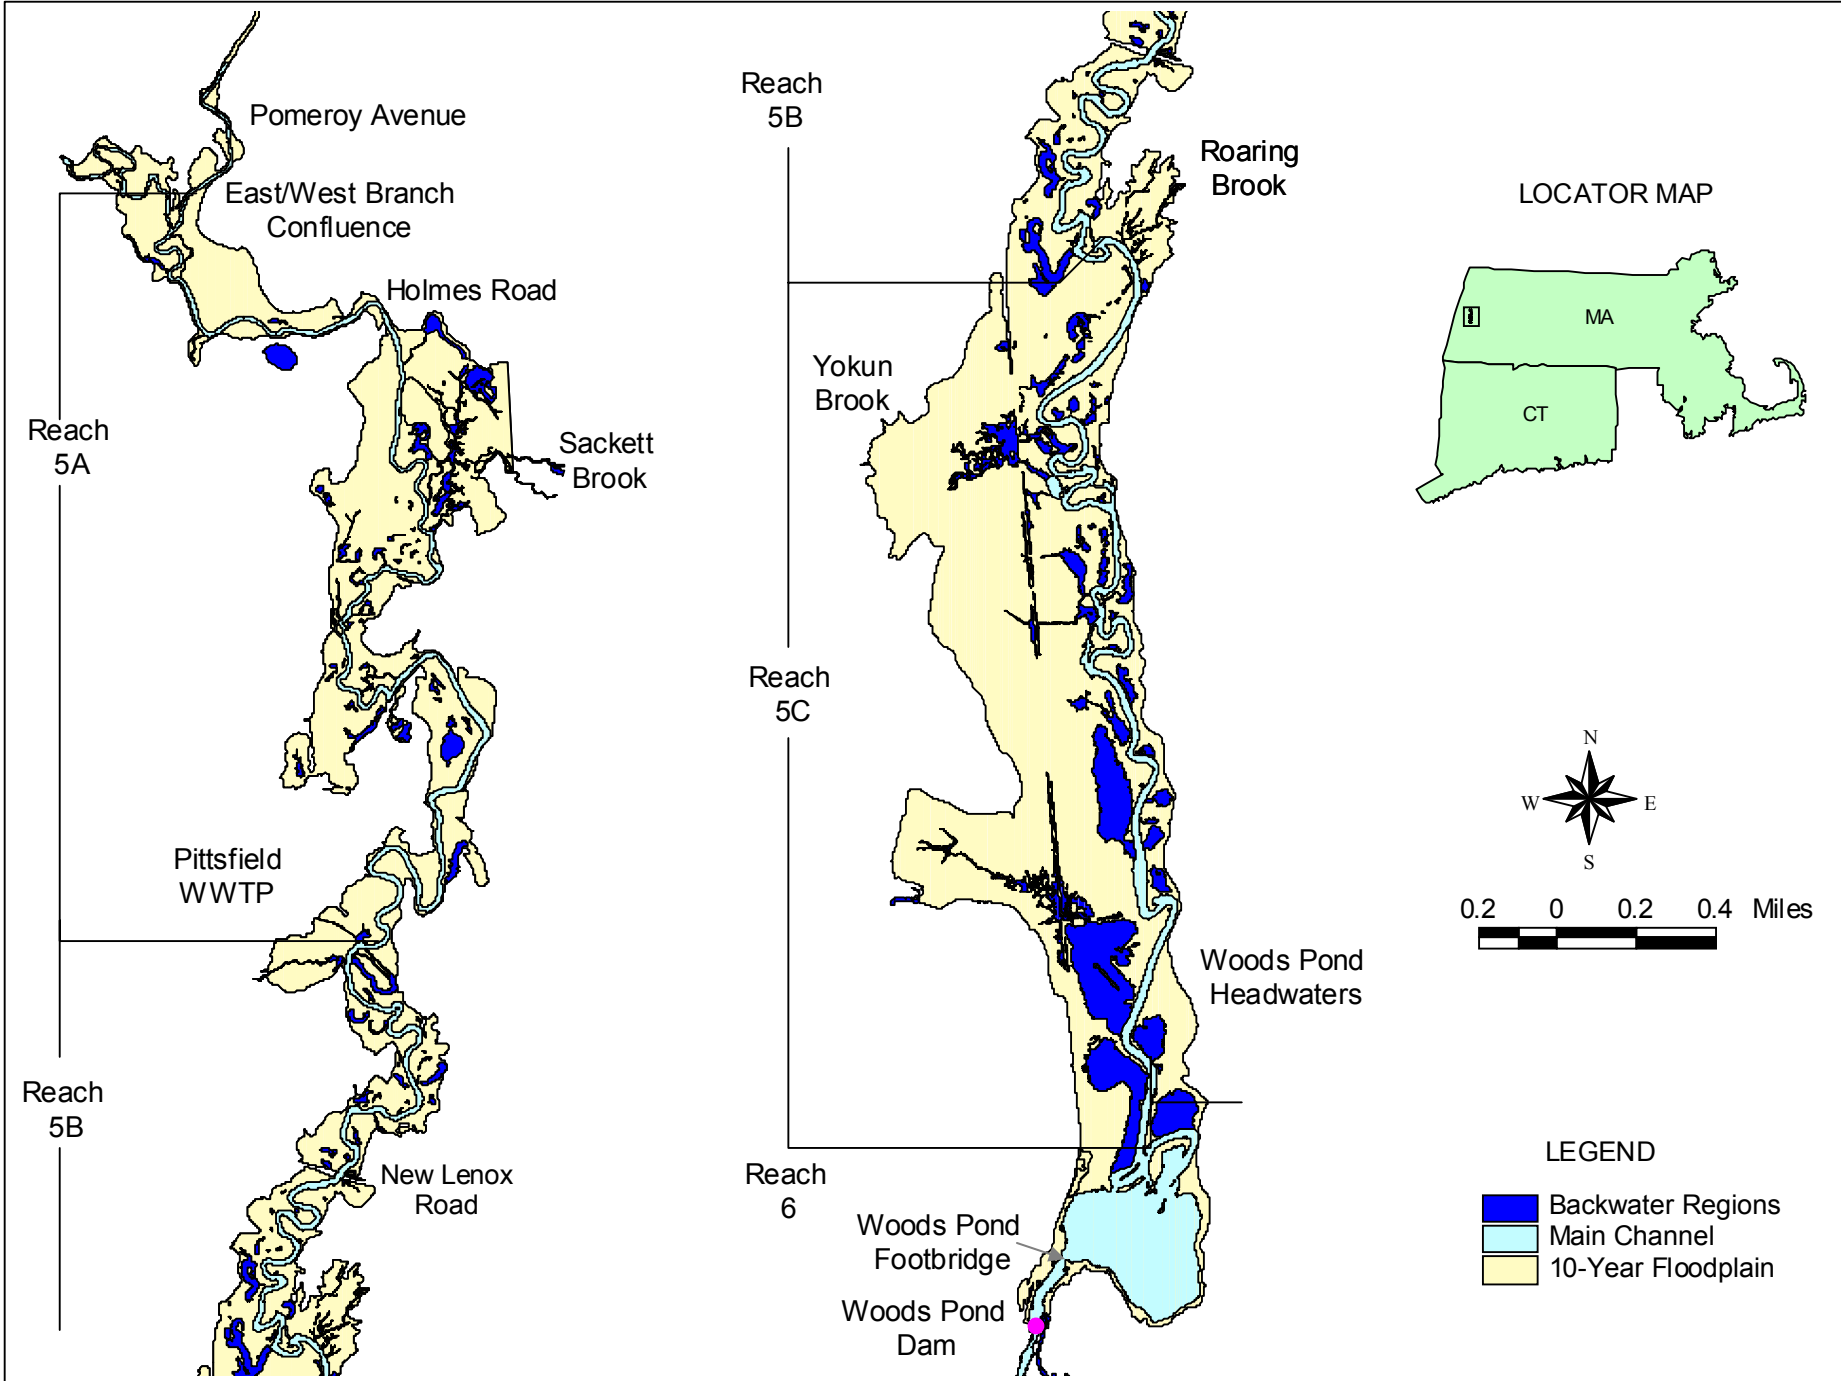 Pomeroy Avenue
East/West Branch
Confluence
Holmes Road
Reach
5A
Sackett
Brook
Pittsfield
WWTP
Reach
5B
New Lenox
Road
Reach
5B
Roaring
Brook
Yokun
Brook
Reach
5C
Woods Pond
Headwaters
Reach
6
Woods Pond
Footbridge
Woods Pond
Dam
LOCATOR MAP
MA
CT
N
W E
S
0.2 0 0.2 0.4 Miles
LEGEND
Backwater Regions
Main Channel
10-Year Floodplain